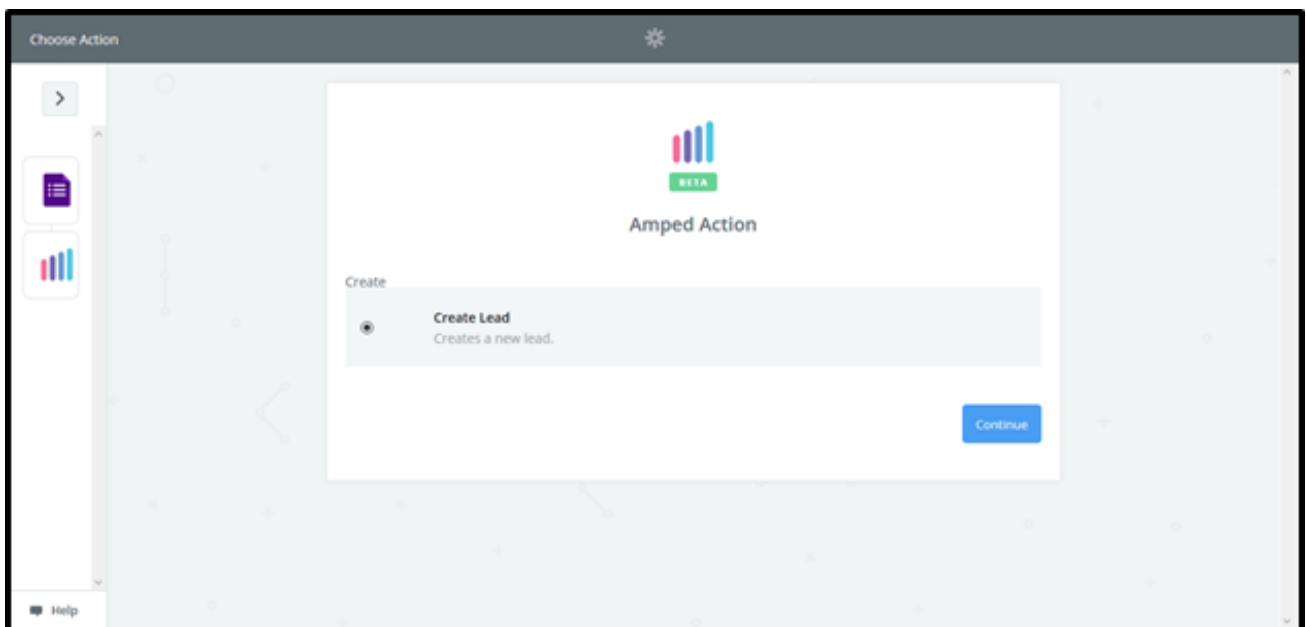 Choose Action
BETA
Amped Action
Create
Create Lead
Creates a new lead.
Continue
Help